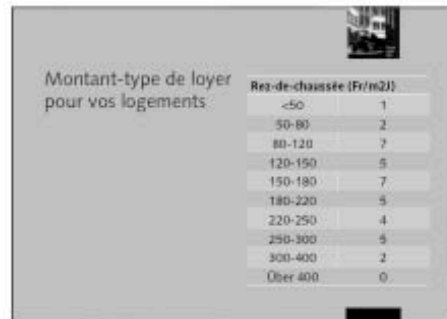 Montant-type de loyer
pour vos logements
Rez-de-chaussée (Fr/m2J)
<50 1
50-80 2
80-120 7
120-150 5
150-180 7
180-220 5
220-250 4
250-300 5
300-400 2
Über 400 0